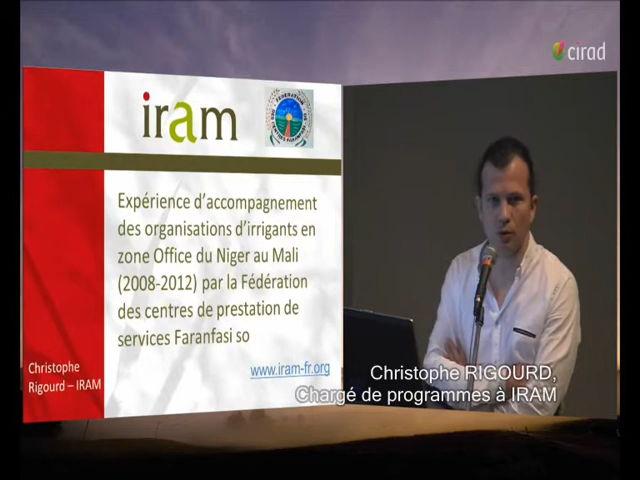 cirad
iram
Expérience d'accompagnement
des organisations d'irrigants en
zone Office du Niger au Mali
(2008-2012) par la Fédération
des centres de prestation de
services Faranfasi so
www.iram-fr.org
Christophe
Rigourd – IRAM
Christophe RIGOURD,
Chargé de programmes à IRAM